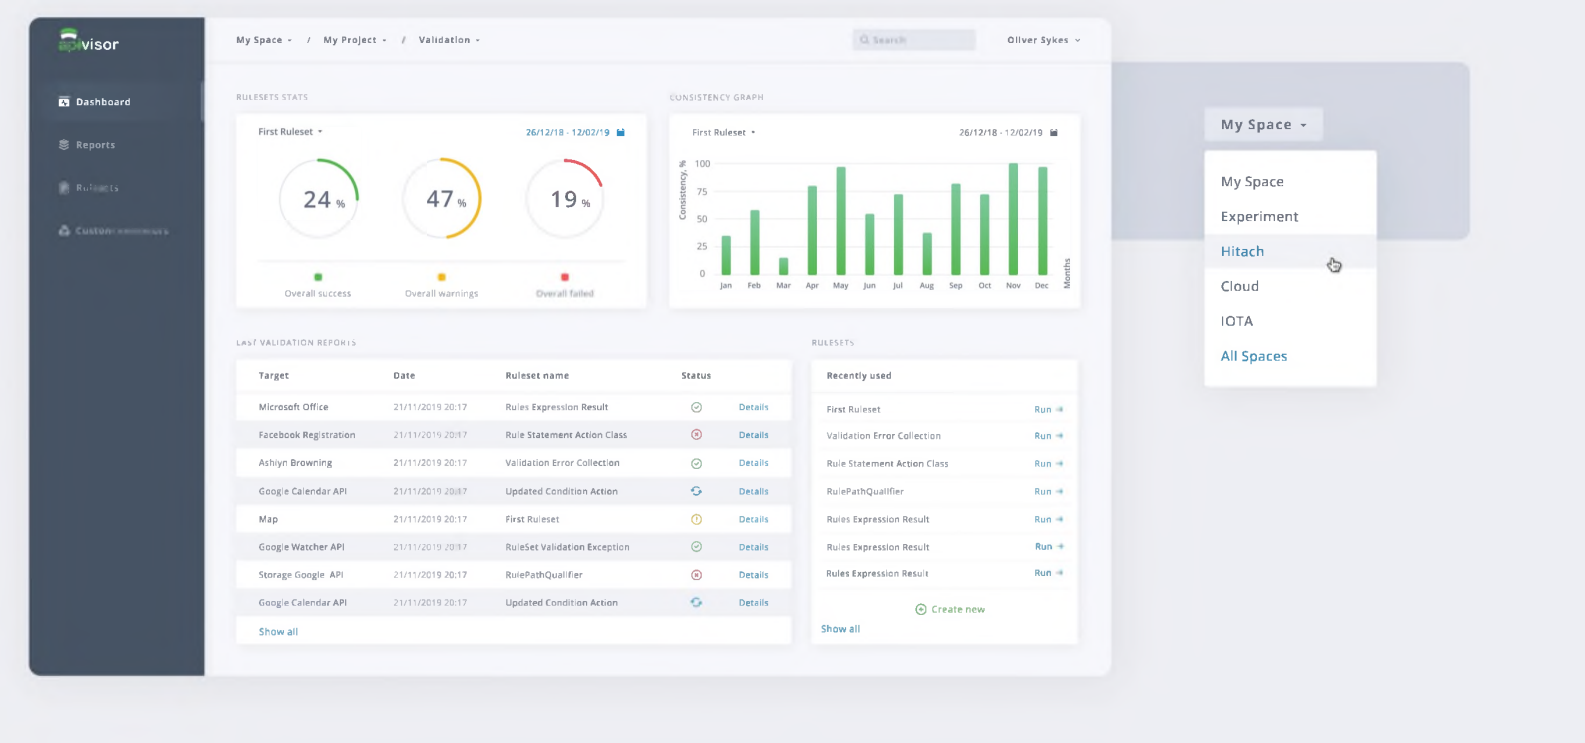 apivisor
My Space / My Project / Validation
Search
Oliver Sykes
Dashboard
Reports
Rulesets
RULESETS STATS
First Ruleset
26/12/18 - 12/02/19
24 %
47 %
19 %
Overall success
Overall warnings
Overall failed
CONSISTENCY GRAPH
First Ruleset
26/12/18 - 12/02/19
Consistency, %
100
75
50
25
0
Jan Feb Mar Apr May Jun Jul Aug Sep Oct Nov Dec
Months
LAST VALIDATION REPORTS
Target Date Ruleset name Status
Microsoft Office 21/11/2019 20:17 Rules Expression Result Details
Facebook Registration 21/11/2019 20:17 Rule Statement Action Class Details
Ashiyn Browning 21/11/2019 20:17 Validation Error Collection Details
Google Calendar API 21/11/2019 20:17 Updated Condition Action Details
Map 21/11/2019 20:17 First Ruleset Details
Google Watcher API 21/11/2019 20:17 RuleSet Validation Exception Details
Storage Google API 21/11/2019 20:17 RulePathQualifier Details
Google Calendar API 21/11/2019 20:17 Updated Condition Action Details
Show all
RULESETS
Recently used
First Ruleset Run
Validation Error Collection Run
Rule Statement Action Class Run
RulePathQualifier Run
Rules Expression Result Run
Rules Expression Result Run
Rules Expression Result Run
Create new
Show all
My Space
My Space
Experiment
Hitach
Cloud
IOTA
All Spaces